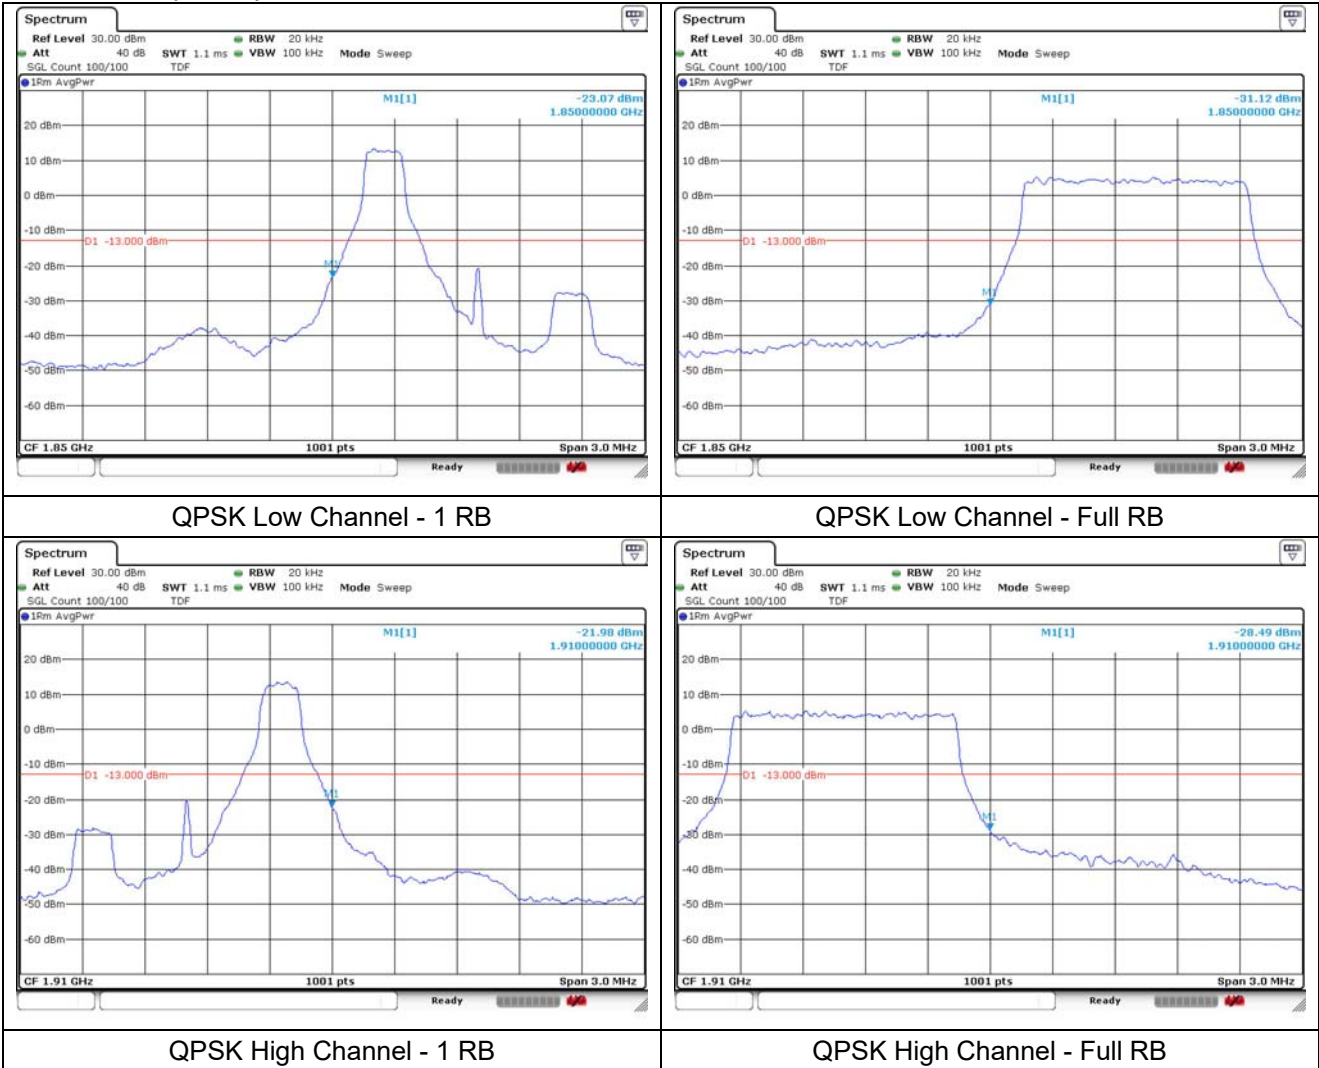 Spectrum
Ref Level 30.00 dBm RBW 20 kHz
Att 40 dB SWT 1.1 ms VBW 100 kHz Mode Sweep
SGL Count 100/100 TDF
1Rm AvgPwr
M1[1] -23.07 dBm
1.85000000 GHz
20 dBm
10 dBm
0 dBm
-10 dBm
D1 -13.000 dBm
-20 dBm
M1
-30 dBm
-40 dBm
-50 dBm
-60 dBm
CF 1.85 GHz 1001 pts Span 3.0 MHz
Ready
QPSK Low Channel - 1 RB
Spectrum
Ref Level 30.00 dBm RBW 20 kHz
Att 40 dB SWT 1.1 ms VBW 100 kHz Mode Sweep
SGL Count 100/100 TDF
1Rm AvgPwr
M1[1] -31.12 dBm
1.85000000 GHz
20 dBm
10 dBm
0 dBm
-10 dBm
D1 -13.000 dBm
-20 dBm
M1
-30 dBm
-40 dBm
-50 dBm
-60 dBm
CF 1.85 GHz 1001 pts Span 3.0 MHz
Ready
QPSK Low Channel - Full RB
Spectrum
Ref Level 30.00 dBm RBW 20 kHz
Att 40 dB SWT 1.1 ms VBW 100 kHz Mode Sweep
SGL Count 100/100 TDF
1Rm AvgPwr
M1[1] -21.98 dBm
1.91000000 GHz
20 dBm
10 dBm
0 dBm
-10 dBm
D1 -13.000 dBm
-20 dBm
M1
-30 dBm
-40 dBm
-50 dBm
-60 dBm
CF 1.91 GHz 1001 pts Span 3.0 MHz
Ready
QPSK High Channel - 1 RB
Spectrum
Ref Level 30.00 dBm RBW 20 kHz
Att 40 dB SWT 1.1 ms VBW 100 kHz Mode Sweep
SGL Count 100/100 TDF
1Rm AvgPwr
M1[1] -28.49 dBm
1.91000000 GHz
20 dBm
10 dBm
0 dBm
-10 dBm
D1 -13.000 dBm
-20 dBm
M1
-30 dBm
-40 dBm
-50 dBm
-60 dBm
CF 1.91 GHz 1001 pts Span 3.0 MHz
Ready
QPSK High Channel - Full RB